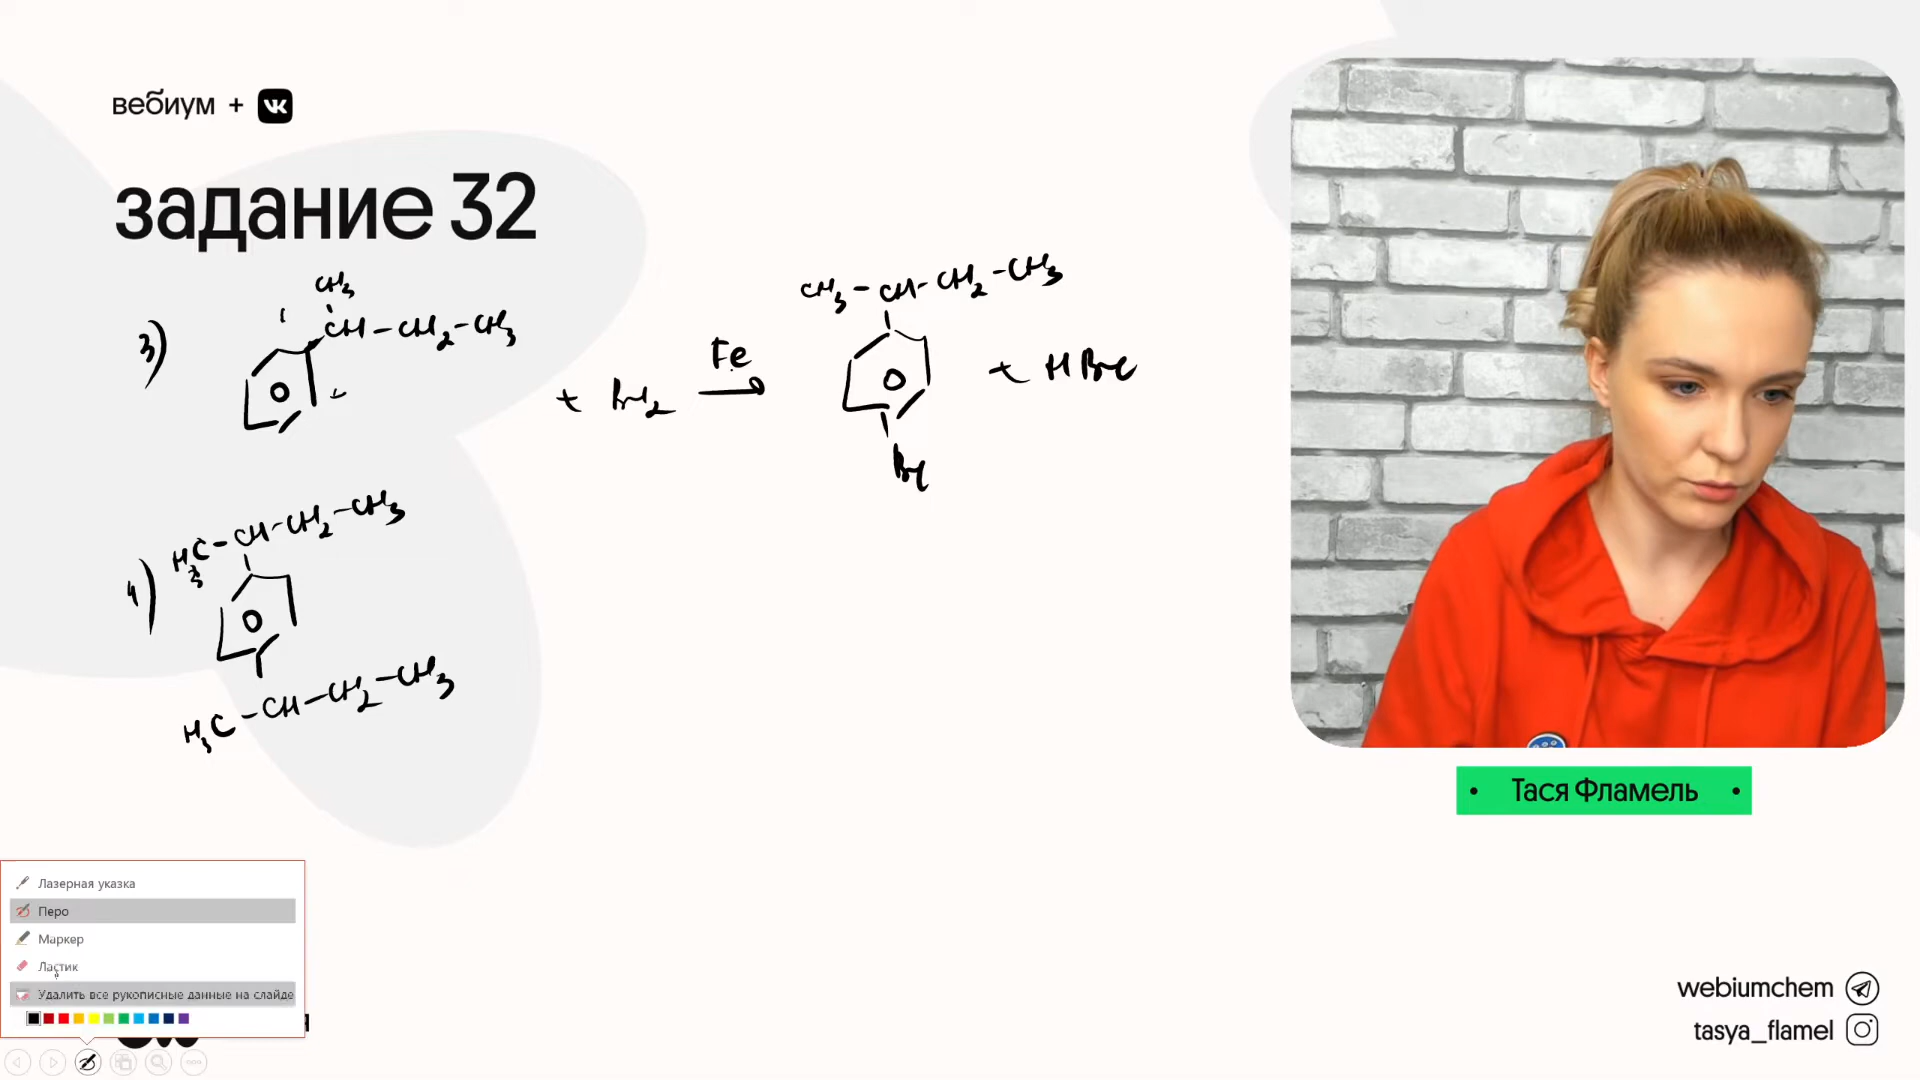 вебиум +
задание 32
3)
CH3
CH - CH2 - CH3
+ Br2
Fe
CH3 - CH - CH2 - CH3
Br
+ HBr
4)
H3C - CH - CH2 - CH3
H3C - CH - CH2 - CH3
• Тася Фламель •
Лазерная указка
Перо
Маркер
Ластик
Удалить все рукописные данные на слайде
webiumchem
tasya_flamel